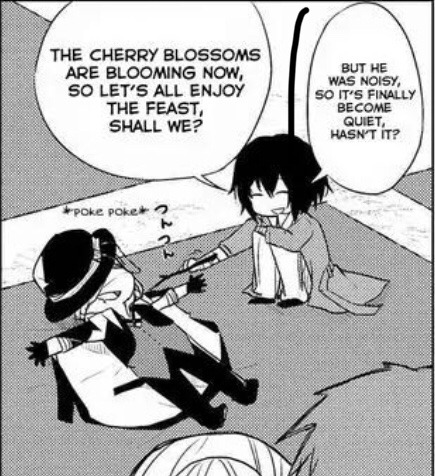 THE CHERRY BLOSSOMS
ARE BLOOMING NOW,
SO LET'S ALL ENJOY
THE FEAST,
SHALL WE?
BUT HE
WAS NOISY,
SO IT'S FINALLY
BECOME
QUIET,
HASN'T IT?
*POKE POKE*
つんつん